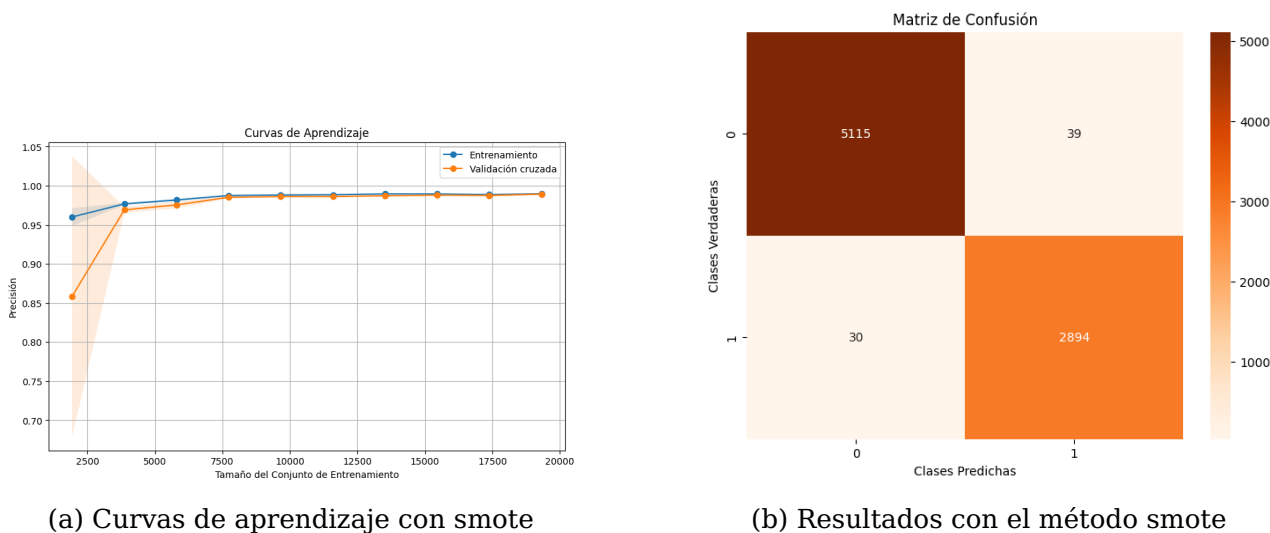 Curvas de Aprendizaje
Entrenamiento
Validación cruzada
1.05
1.00
0.95
0.90
0.85
0.80
0.75
0.70
Precisión
2500 5000 7500 10000 12500 15000 17500 20000
Tamaño del Conjunto de Entrenamiento
(a) Curvas de aprendizaje con smote
Matriz de Confusión
Clases Verdaderas
0
5115 39
1
30 2894
0 1
Clases Predichas
5000
4000
3000
2000
1000
(b) Resultados con el método smote